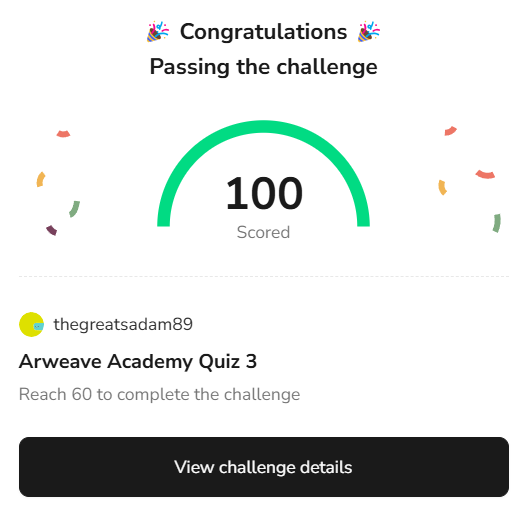 🎉 Congratulations 🎉
Passing the challenge
100
Scored
thegreatsadam89
Arweave Academy Quiz 3
Reach 60 to complete the challenge
View challenge details